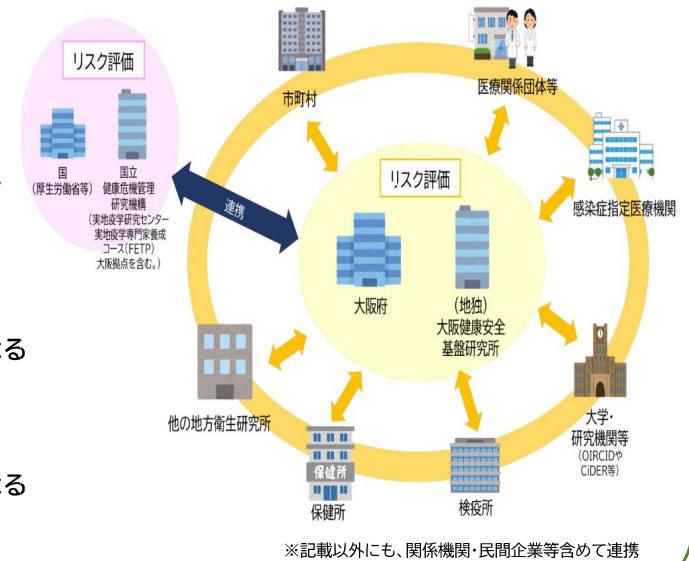 リスク評価
国
(厚生労働省等)
国立
健康危機管理
研究機構
(実地疫学研究センター
実地疫学専門家養成
コース(FETP)
大阪拠点を含む。)
連携
市町村
医療関係団体等
感染症指定医療機関
リスク評価
大阪府
(地独)
大阪健康安全
基盤研究所
る
他の地方衛生研究所
大学・
研究機関等
(OIRCIDや
CiDER等)
る
保健所
保健所
検疫所
※記載以外にも、関係機関・民間企業等含めて連携